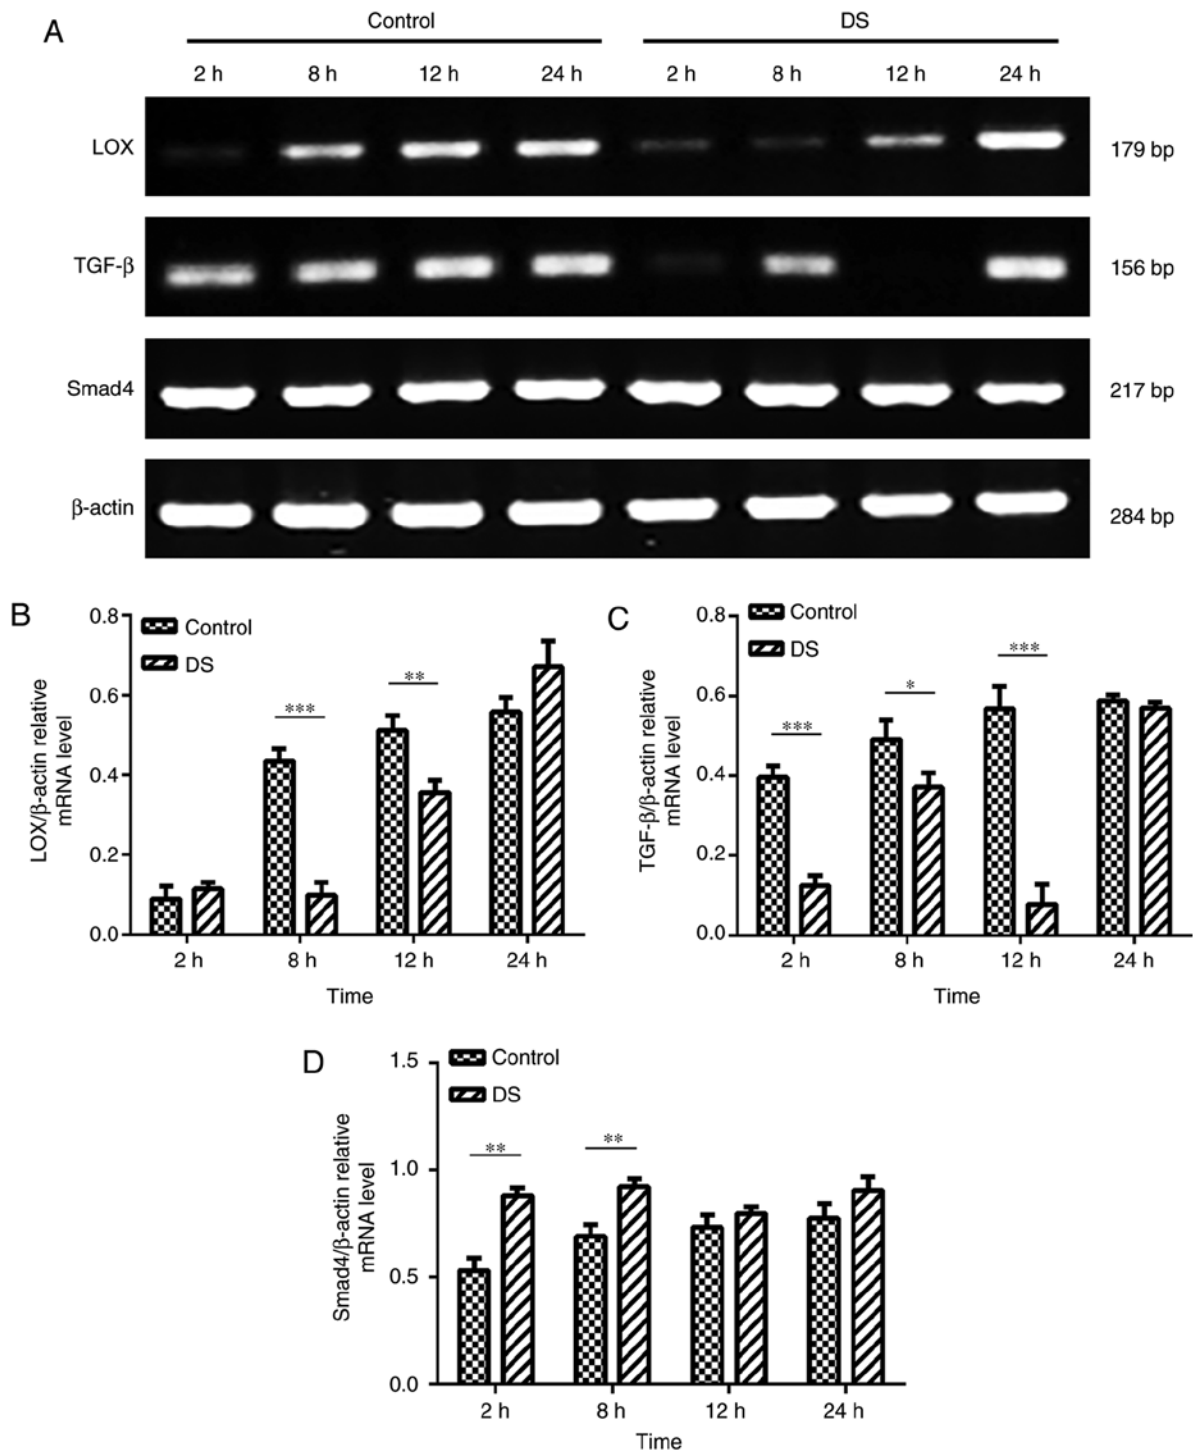 A
Control DS
2 h 8 h 12 h 24 h 2 h 8 h 12 h 24 h
LOX 179 bp
TGF-β 156 bp
Smad4 217 bp
β-actin 284 bp
B
Control
DS
LOX/β-actin relative
mRNA level
0.8
0.6
0.4
0.2
0.0
***
**
2 h 8 h 12 h 24 h
Time
C
Control
DS
TGF-β/β-actin relative
mRNA level
0.8
0.6
0.4
0.2
0.0
***
*
***
2 h 8 h 12 h 24 h
Time
D
Control
DS
Smad4/β-actin relative
mRNA level
1.5
1.0
0.5
0.0
**
**
2 h 8 h 12 h 24 h
Time